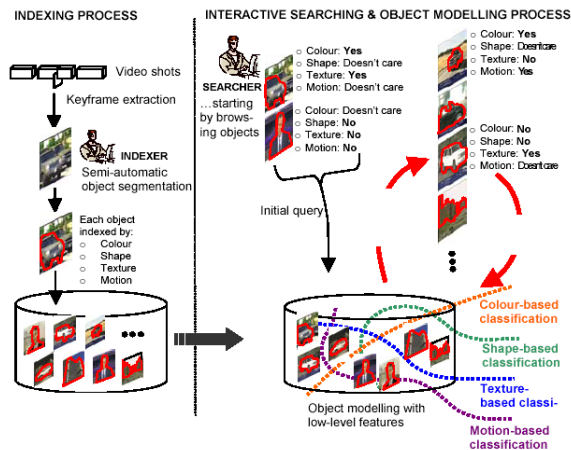 INDEXING PROCESS
Video shots
Keyframe extraction
INDEXER
Semi-automatic
object segmentation
Each object
indexed by:
○ Colour
○ Shape
○ Texture
○ Motion
INTERACTIVE SEARCHING & OBJECT MODELLING PROCESS
SEARCHER
…starting
by brows-
ing objects
○ Colour: Yes
○ Shape: Doesn't care
○ Texture: Yes
○ Motion: Doesn't care
○ Colour: Doesn't care
○ Shape: No
○ Texture: No
○ Motion: No
Initial query
○ Colour: Yes
○ Shape: Doesn't care
○ Texture: No
○ Motion: Yes
○ Colour: No
○ Shape: No
○ Texture: Yes
○ Motion: Doesn't care
Colour-based
classification
Shape-based
classification
Texture-
based classi-
Motion-based
classification
Object modelling with
low-level features